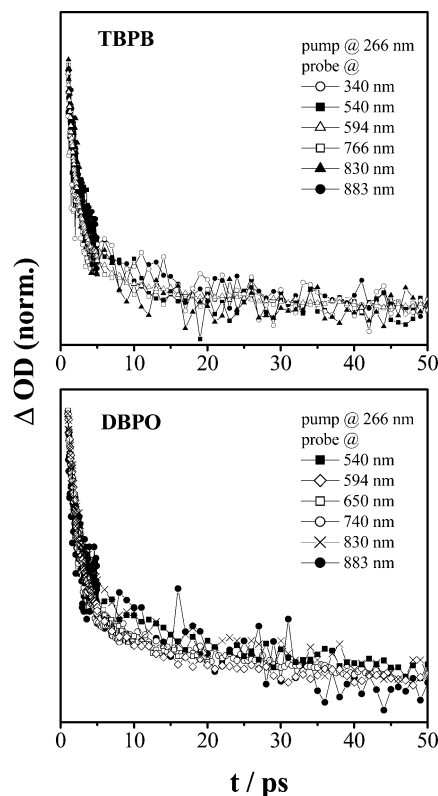 TBPB
pump @ 266 nm
probe @
340 nm
540 nm
594 nm
766 nm
830 nm
883 nm
0 10 20 30 40 50
Δ OD (norm.)
DBPO
pump @ 266 nm
probe @
540 nm
594 nm
650 nm
740 nm
830 nm
883 nm
0 10 20 30 40 50
t / ps